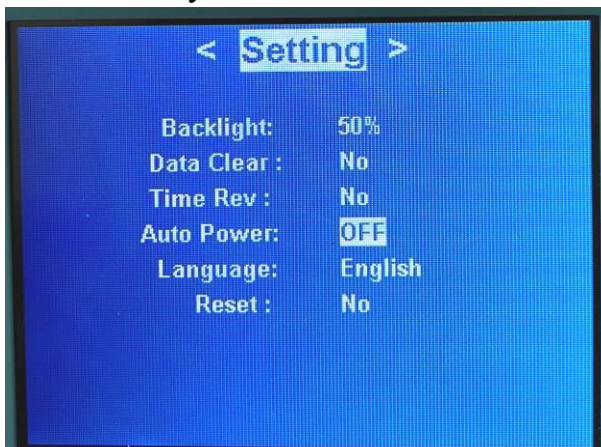 < Setting >
Backlight: 50%
Data Clear : No
Time Rev : No
Auto Power: OFF
Language: English
Reset : No